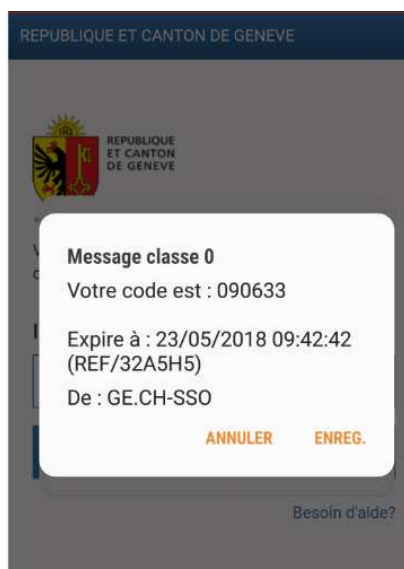 REPUBLIQUE ET CANTON DE GENEVE
REPUBLIQUE
ET CANTON
DE GENEVE
Message classe 0
Votre code est : 090633
Expire à : 23/05/2018 09:42:42
(REF/32A5H5)
De : GE.CH-SSO
ANNULER ENREG.
Besoin d'aide?